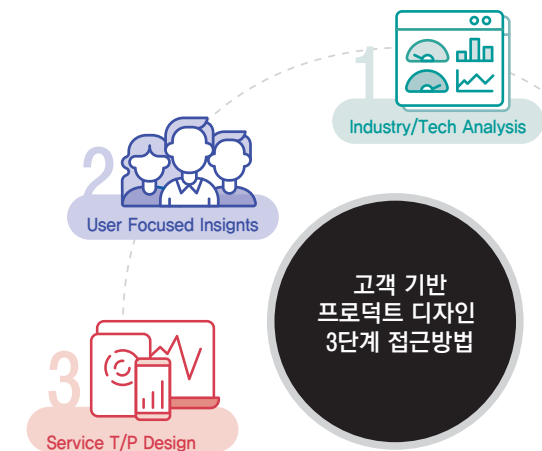 1
Industry/Tech Analysis
2
User Focused Insignts
3
Service T/P Design
고객 기반
프로덕트 디자인
3단계 접근방법